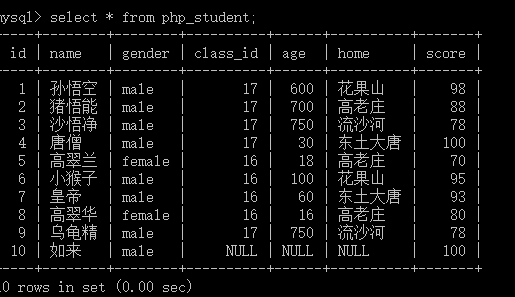 mysql> select * from php_student;
id | name | gender | class_id | age | home | score |
1 | 孙悟空 | male | 17 | 600 | 花果山 | 98 |
2 | 猪悟能 | male | 17 | 700 | 高老庄 | 88 |
3 | 沙悟净 | male | 17 | 750 | 流沙河 | 78 |
4 | 唐僧 | male | 17 | 30 | 东土大唐 | 100 |
5 | 高翠兰 | female | 16 | 18 | 高老庄 | 70 |
6 | 小猴子 | male | 16 | 100 | 花果山 | 95 |
7 | 皇帝 | male | 16 | 60 | 东土大唐 | 93 |
8 | 高翠华 | female | 16 | 16 | 高老庄 | 80 |
9 | 乌龟精 | male | 17 | 750 | 流沙河 | 78 |
10 | 如来 | male | NULL | NULL | NULL | 100 |
10 rows in set (0.00 sec)